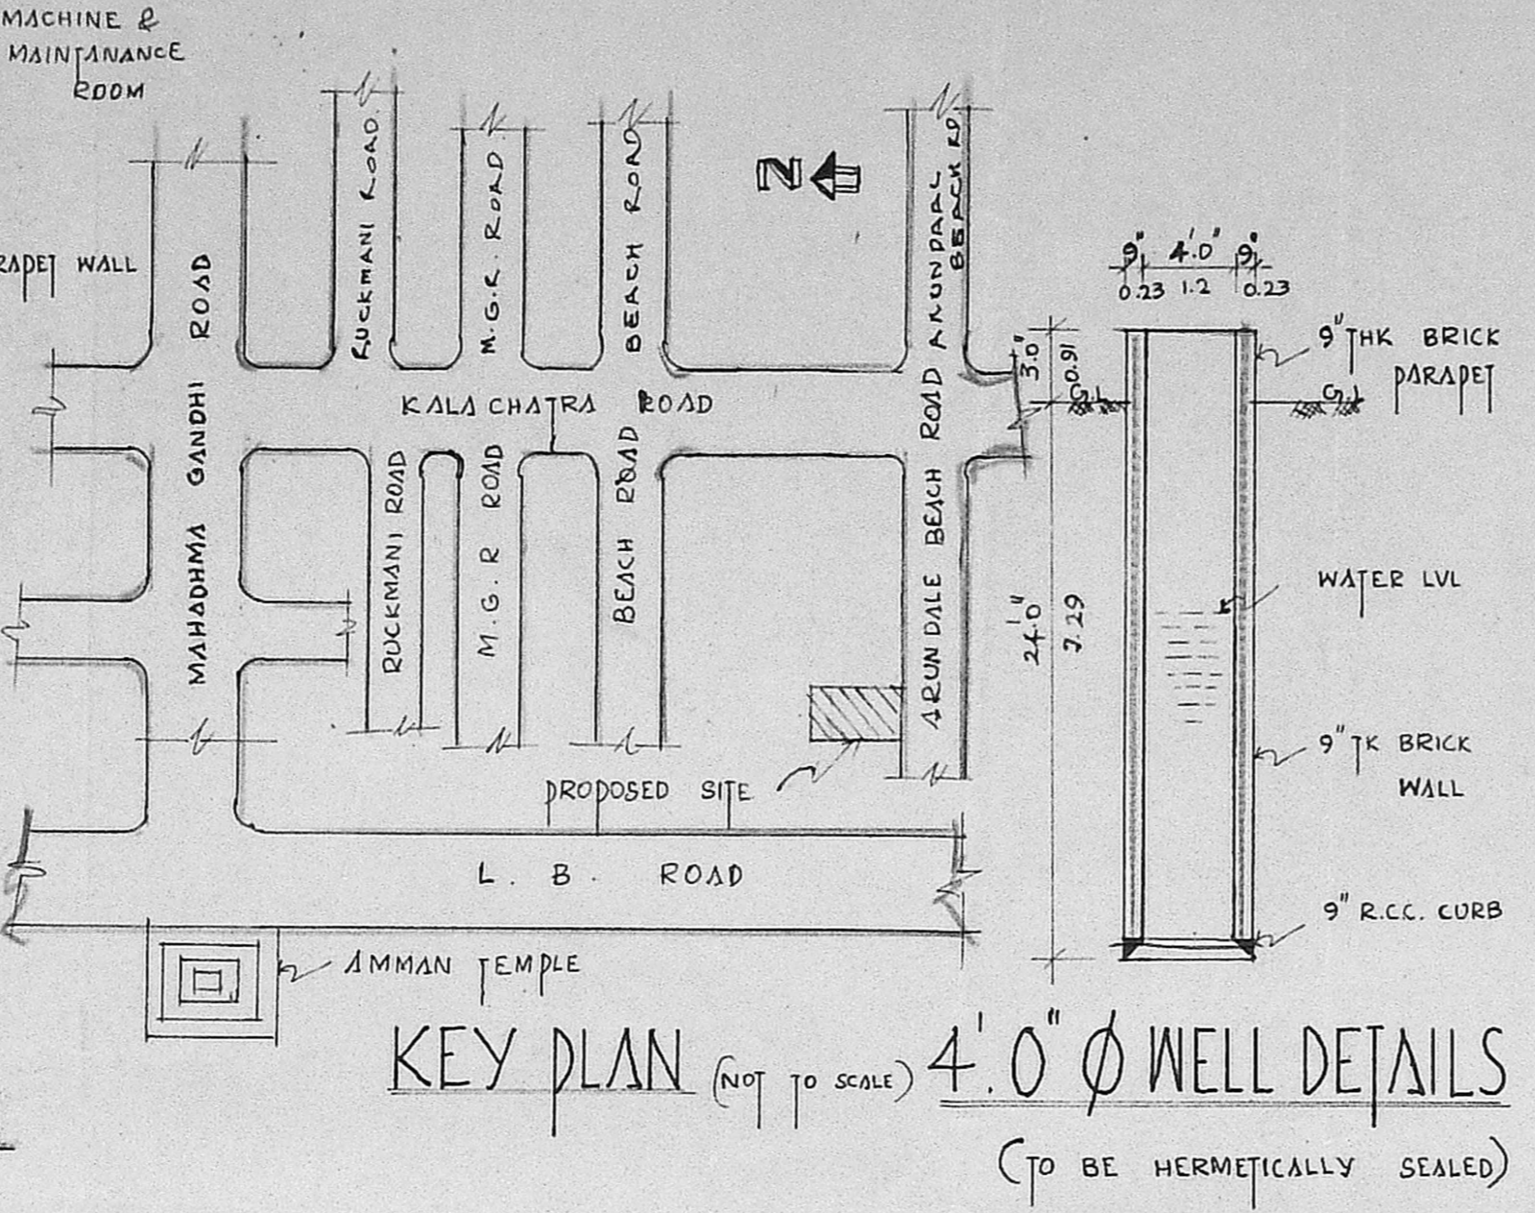 MACHINE &
MAINTANANCE
ROOM
RAPET WALL
MAHADHMA GANDHI ROAD
RUCKMANI ROAD
M.G.R. ROAD
BEACH ROAD
N
ARUNDAAL
BEACH RD
KALA CHATRA ROAD
RUCKMANI ROAD
M.G.R ROAD
BEACH ROAD
ARUNDALE BEACH ROAD
PROPOSED SITE
L. B. ROAD
AMMAN TEMPLE
KEY PLAN (NOT TO SCALE)
9" 4'.0" 9"
0.23 1.2 0.23
3'.0"
0.91
G.L
G.L
9" THK BRICK
PARAPET
WATER LVL
24'.0"
7.29
9" TK BRICK
WALL
9" R.C.C. CURB
4'.0" Ø WELL DETAILS
(TO BE HERMETICALLY SEALED)